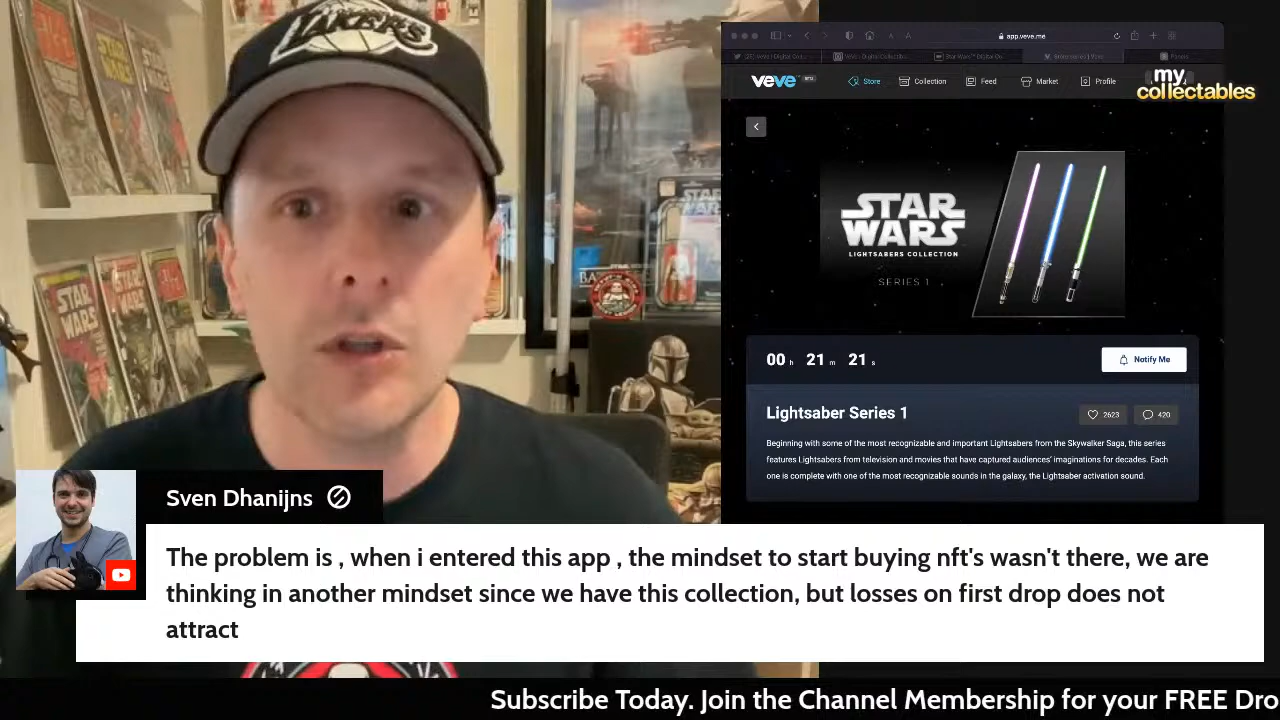 LAKERS
app.veve.me
veve
Store
Collection
Feed
Market
Profile
my
collectables
STAR
WARS
LIGHTSABERS COLLECTION
SERIES 1
00 h 21 m 21 s
Notify Me
Lightsaber Series 1
2623
420
Beginning with some of the most recognizable and important Lightsabers from the Skywalker Saga, this series
features Lightsabers from television and movies that have captured audiences' imaginations for decades. Each
one is complete with one of the most recognizable sounds in the galaxy, the Lightsaber activation sound.
STAR
WARS
Sven Dhanijns
The problem is , when i entered this app , the mindset to start buying nft's wasn't there, we are
thinking in another mindset since we have this collection, but losses on first drop does not
attract
Subscribe Today. Join the Channel Membership for your FREE Dro